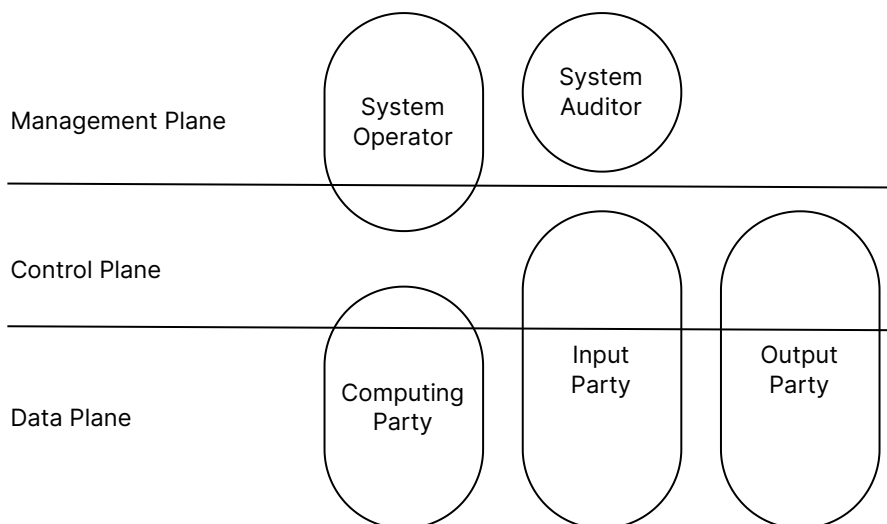 System
Operator
System
Auditor
Management Plane
Control Plane
Input
Party
Output
Party
Computing
Party
Data Plane